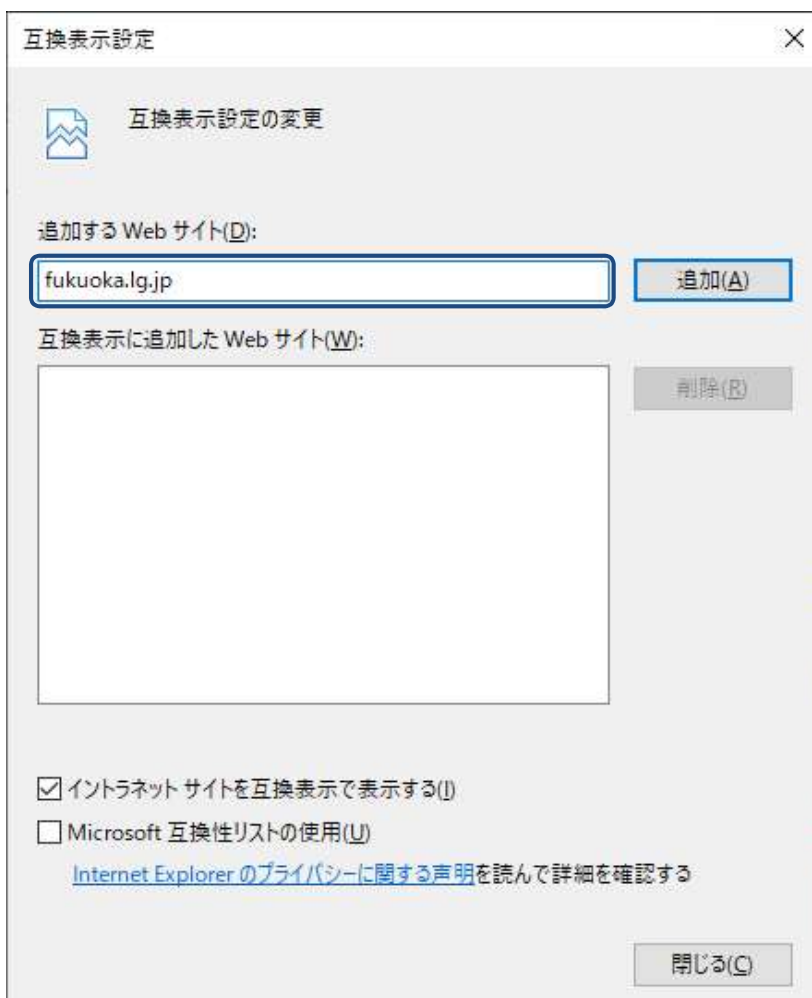 互換表示設定
互換表示設定の変更
追加する Web サイト(D):
fukuoka.lg.jp
追加(A)
互換表示に追加した Web サイト(W):
削除(R)
イントラネット サイトを互換表示で表示する(I)
Microsoft 互換性リストの使用(U)
Internet Explorer のプライバシーに関する声明を読んで詳細を確認する
閉じる(C)